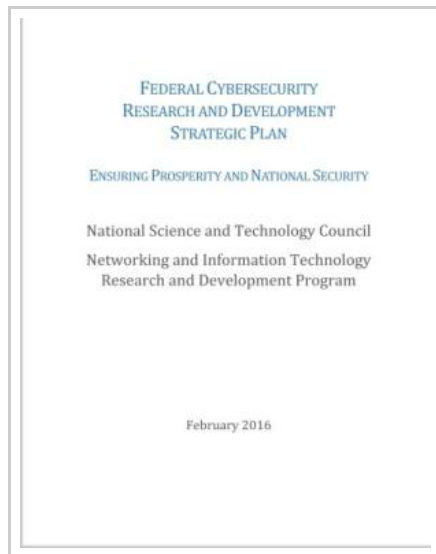 FEDERAL CYBERSECURITY
RESEARCH AND DEVELOPMENT
STRATEGIC PLAN
ENSURING PROSPERITY AND NATIONAL SECURITY
National Science and Technology Council
Networking and Information Technology
Research and Development Program
February 2016